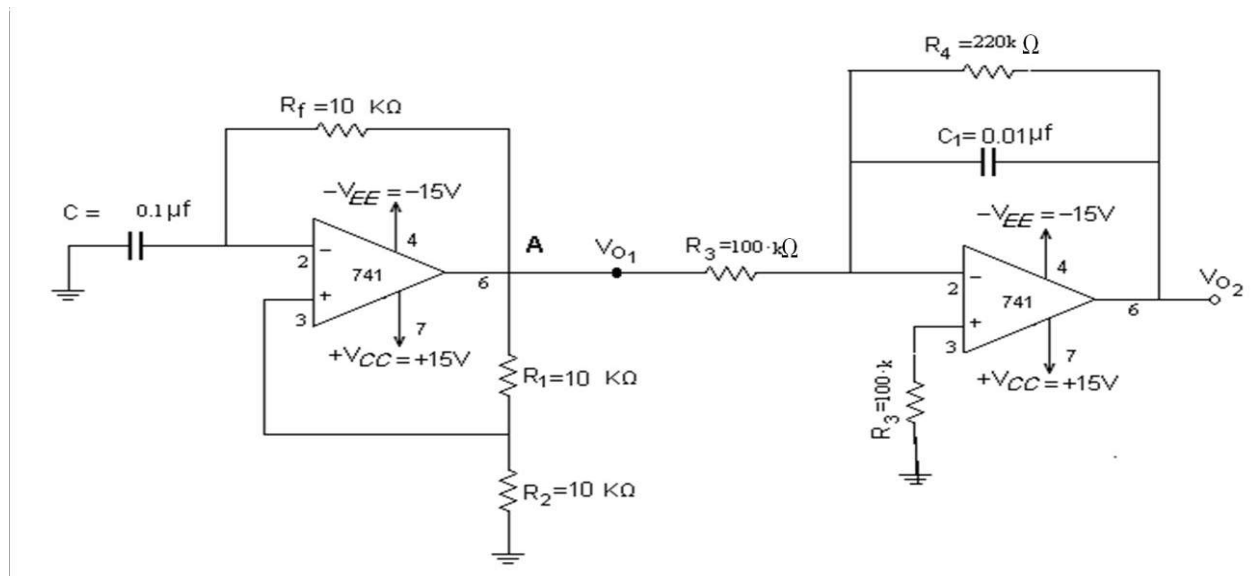 R4 =220k Ω
Rf =10 KΩ
C1= 0.01µf
−VEE = −15V
C = 0.1µf
−VEE = −15V
4
A
VO1
R3 =100·kΩ
4
2
−
741
6
2
−
741
6
VO2
+
3
7
+
3
7
+VCC = +15V
+VCC = +15V
R1=10 KΩ
R3 =100·k
R2=10 KΩ